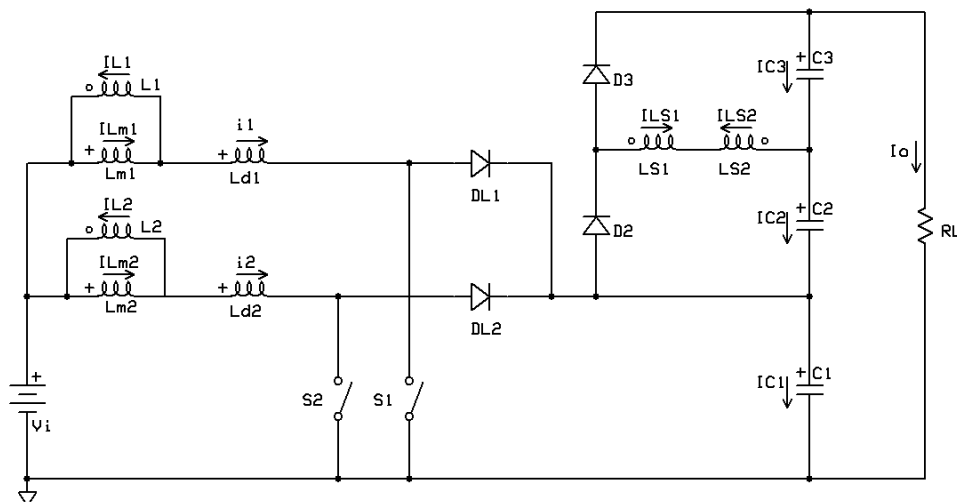 IL1
L1
ILm1
+
Lm1
i1
+
Ld1
IL2
L2
ILm2
+
Lm2
i2
+
Ld2
+
Vi
S2
S1
DL1
DL2
D3
D2
ILS1
ILS2
LS1
LS2
IC3
+
C3
IC2
+
C2
IC1
+
C1
Io
RL